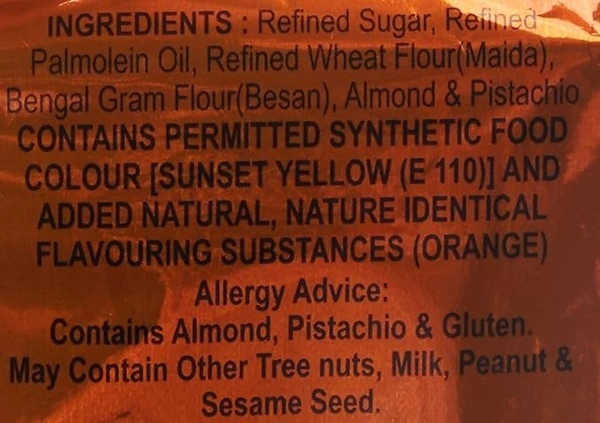 INGREDIENTS : Refined Sugar, Refined
Palmolein Oil, Refined Wheat Flour(Maida),
Bengal Gram Flour(Besan), Almond & Pistachio
CONTAINS PERMITTED SYNTHETIC FOOD
COLOUR [SUNSET YELLOW (E 110)] AND
ADDED NATURAL, NATURE IDENTICAL
FLAVOURING SUBSTANCES (ORANGE)
Allergy Advice:
Contains Almond, Pistachio & Gluten.
May Contain Other Tree nuts, Milk, Peanut &
Sesame Seed.